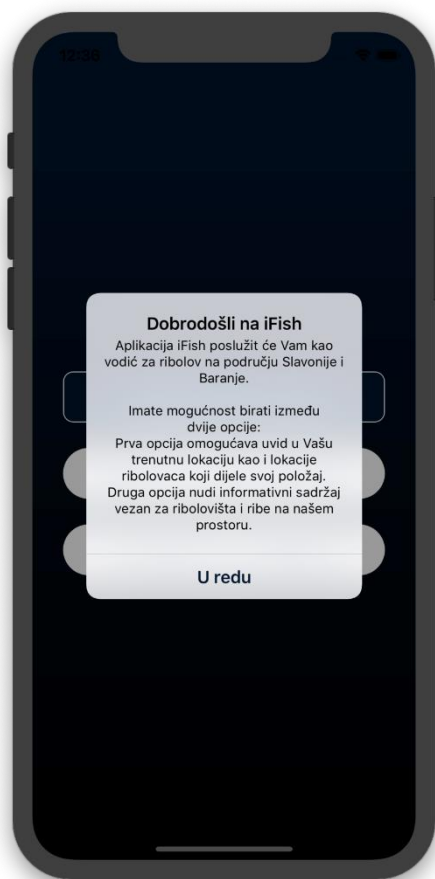 12:36
Dobrodošli na iFish
Aplikacija iFish poslužit će Vam kao
vodić za ribolov na području Slavonije i
Baranje.
Imate mogućnost birati između
dvije opcije:
Prva opcija omogućava uvid u Vašu
trenutnu lokaciju kao i lokacije
ribolovaca koji dijele svoj položaj.
Druga opcija nudi informativni sadržaj
vezan za ribolovišta i ribe na našem
prostoru.
U redu